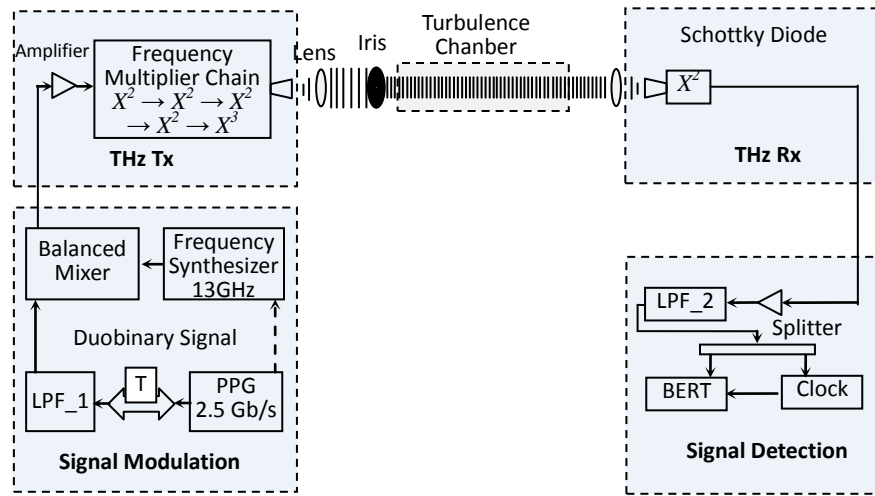 Amplifier
Frequency
Multiplier Chain
X² → X² → X²
→ X² → X³
THz Tx
Lens
Iris
Turbulence
Chanber
Schottky Diode
X²
THz Rx
Balanced
Mixer
Frequency
Synthesizer
13GHz
Duobinary Signal
LPF_1
T
PPG
2.5 Gb/s
Signal Modulation
LPF_2
Splitter
BERT
Clock
Signal Detection